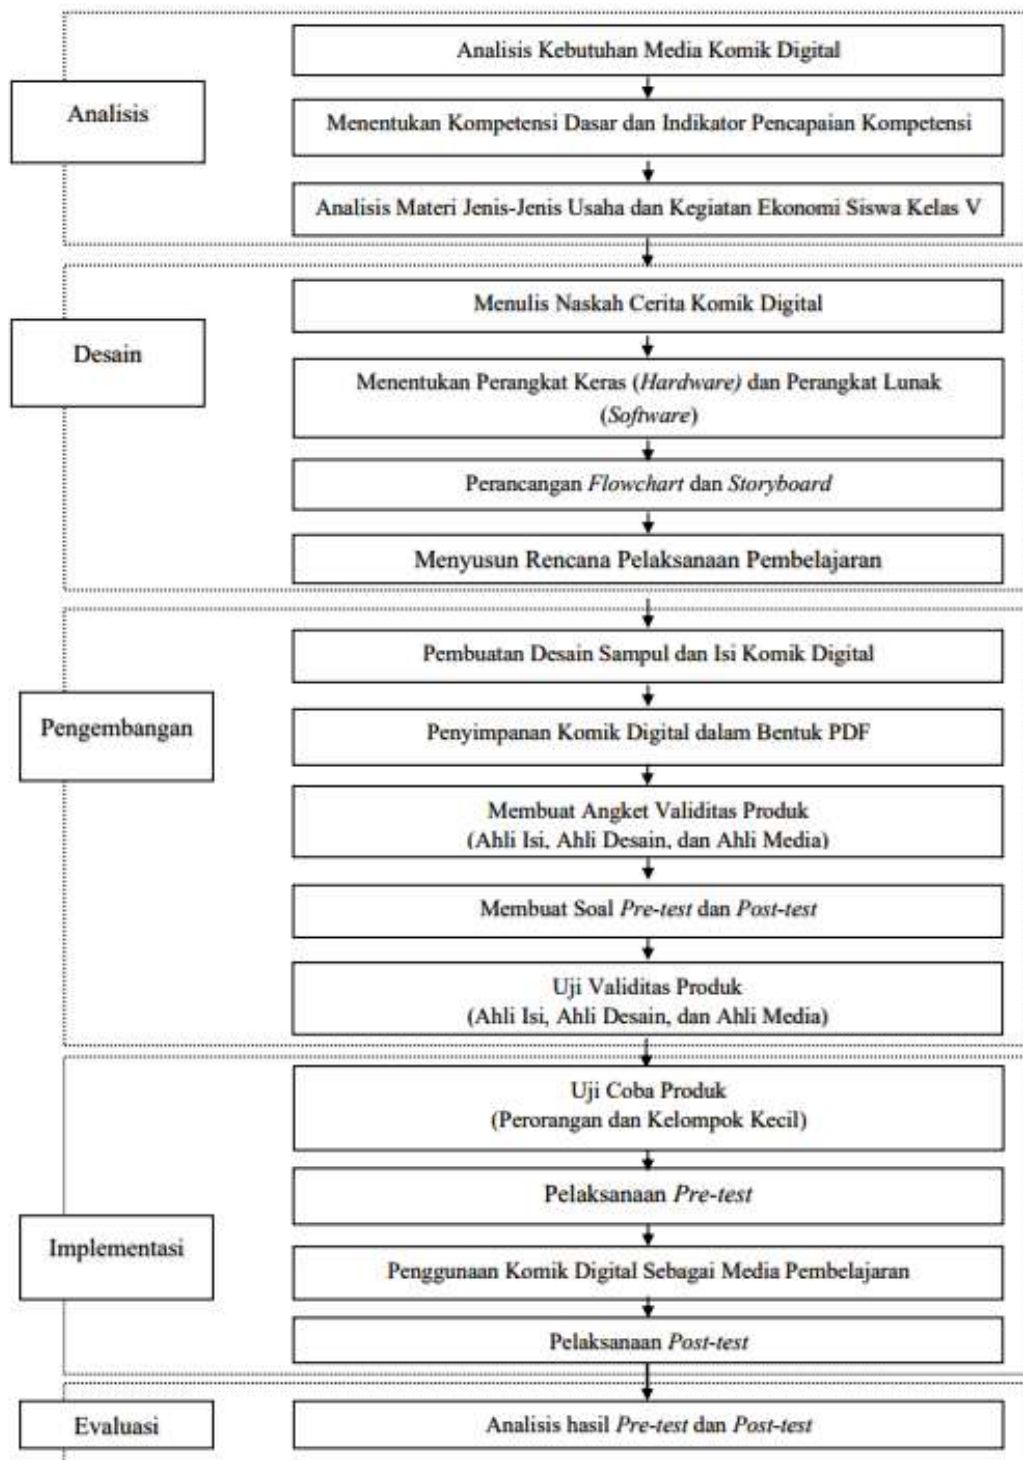 Analisis Kebutuhan Media Komik Digital
Analisis
Menentukan Kompetensi Dasar dan Indikator Pencapaian Kompetensi
Analisis Materi Jenis-Jenis Usaha dan Kegiatan Ekonomi Siswa Kelas V
Menulis Naskah Cerita Komik Digital
Desain
Menentukan Perangkat Keras (Hardware) dan Perangkat Lunak
(Software)
Perancangan Flowchart dan Storyboard
Menyusun Rencana Pelaksanaan Pembelajaran
Pembuatan Desain Sampul dan Isi Komik Digital
Pengembangan
Penyimpanan Komik Digital dalam Bentuk PDF
Membuat Angket Validitas Produk
(Ahli Isi, Ahli Desain, dan Ahli Media)
Membuat Soal Pre-test dan Post-test
Uji Validitas Produk
(Ahli Isi, Ahli Desain, dan Ahli Media)
Uji Coba Produk
(Perorangan dan Kelompok Kecil)
Pelaksanaan Pre-test
Implementasi
Penggunaan Komik Digital Sebagai Media Pembelajaran
Pelaksanaan Post-test
Evaluasi
Analisis hasil Pre-test dan Post-test